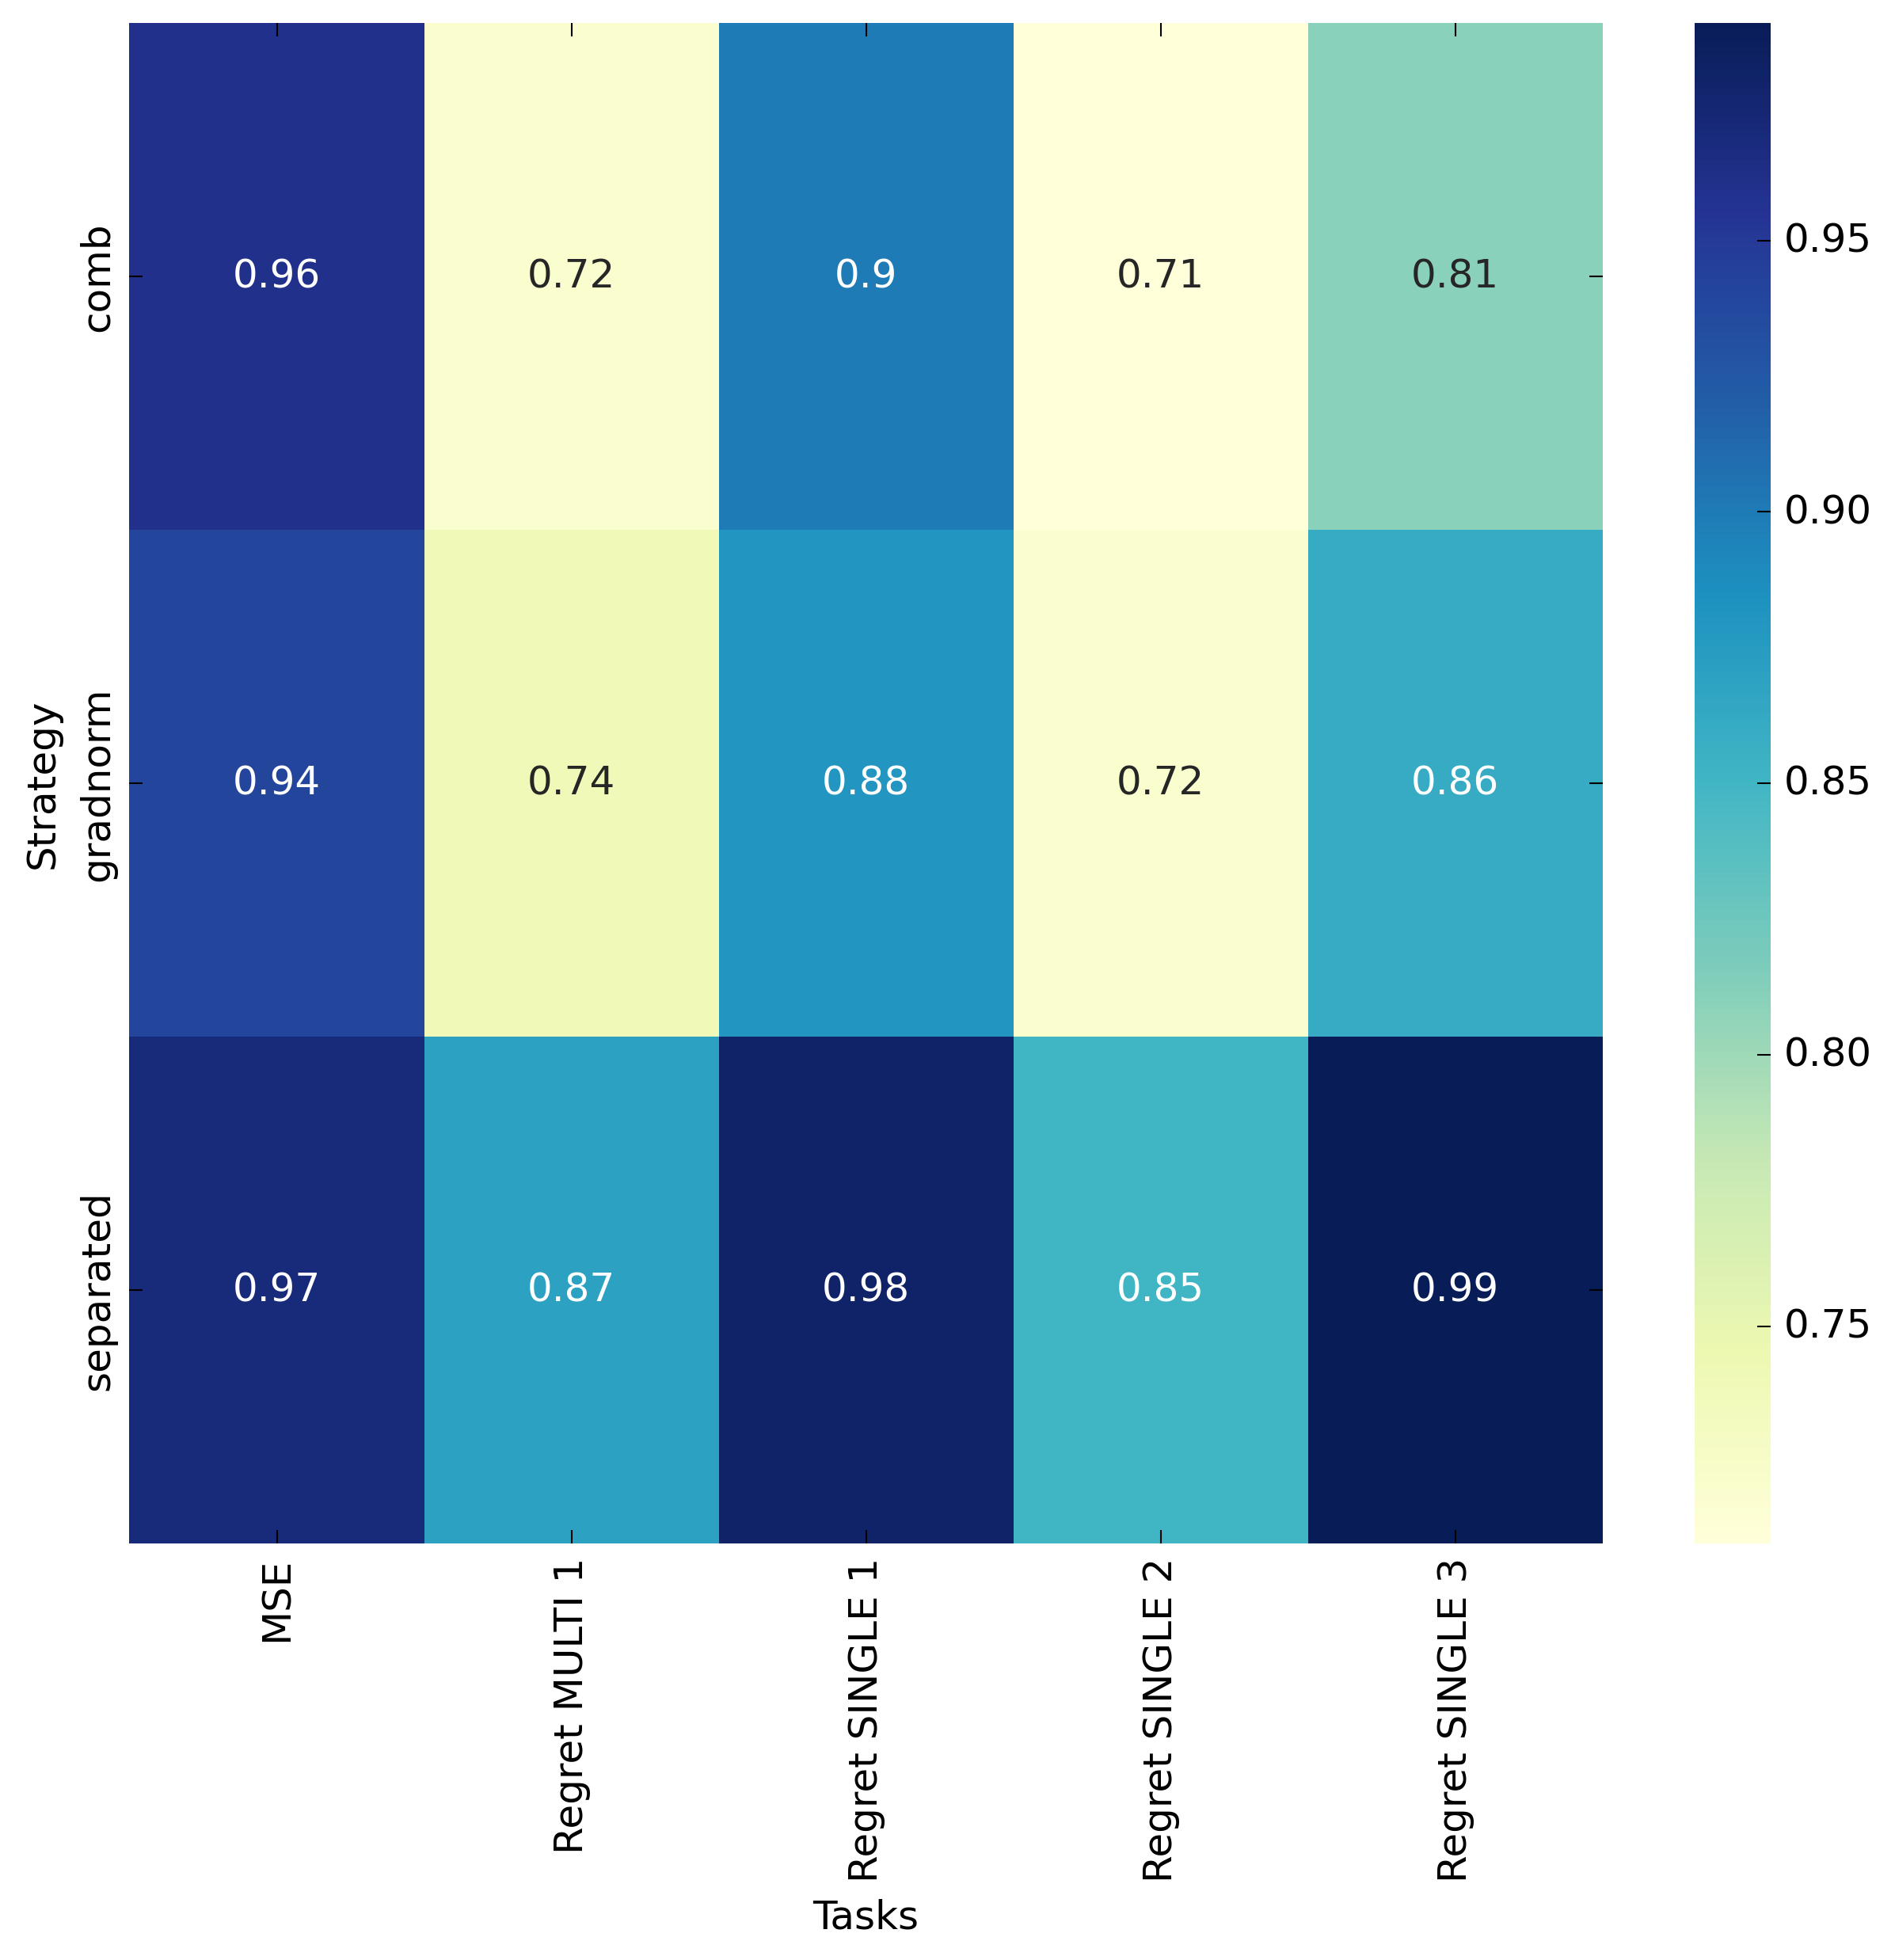 Strategy
comb
gradnorm
separated
0.96 0.72 0.9 0.71 0.81
0.94 0.74 0.88 0.72 0.86
0.97 0.87 0.98 0.85 0.99
MSE
Regret MULTI 1
Regret SINGLE 1
Regret SINGLE 2
Regret SINGLE 3
Tasks
0.95
0.90
0.85
0.80
0.75